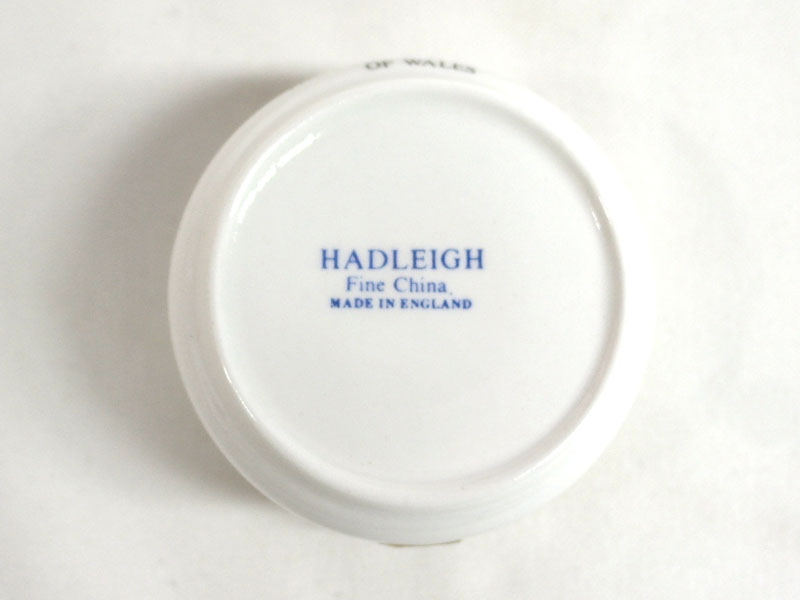 OF WALES
HADLEIGH
Fine China.
MADE IN ENGLAND